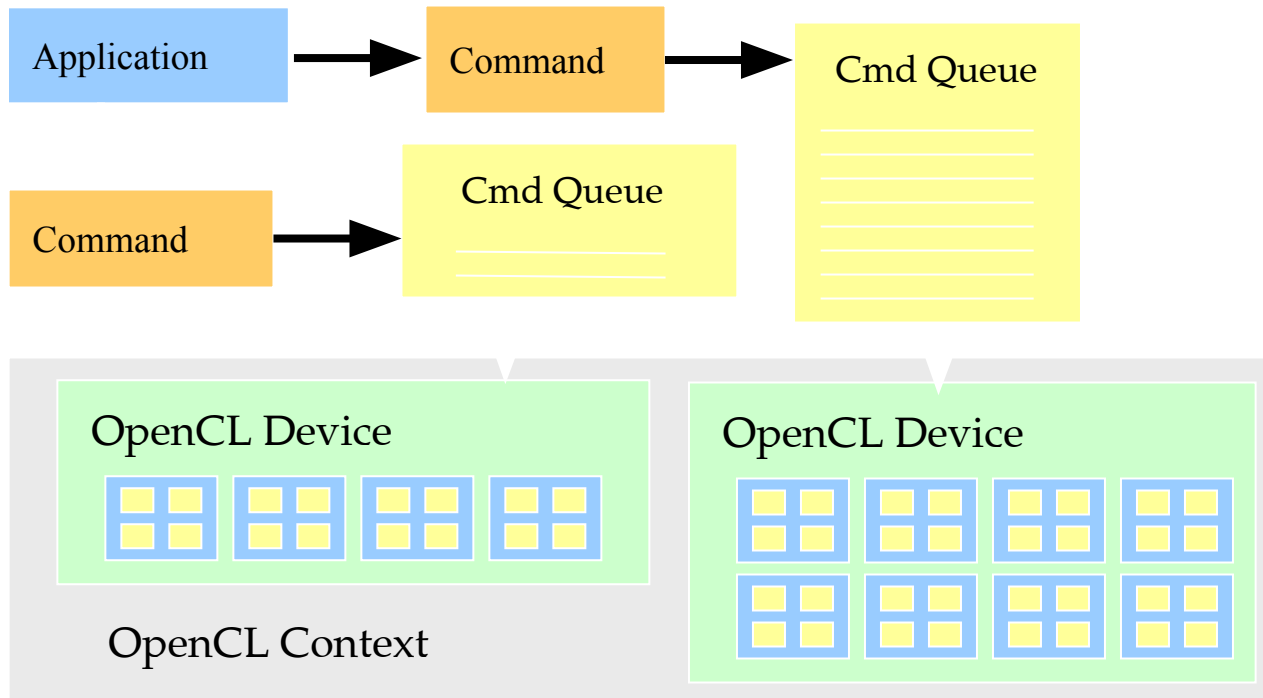 Application
Command
Cmd Queue
Command
Cmd Queue
OpenCL Device
OpenCL Device
OpenCL Context